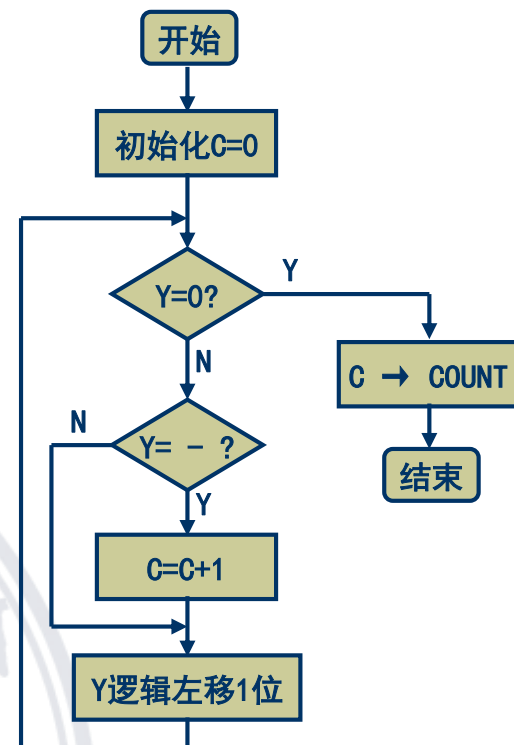 开始
初始化C=0
Y=0?
Y
N
C → COUNT
Y= - ?
N
Y
结束
C=C+1
Y逻辑左移1位